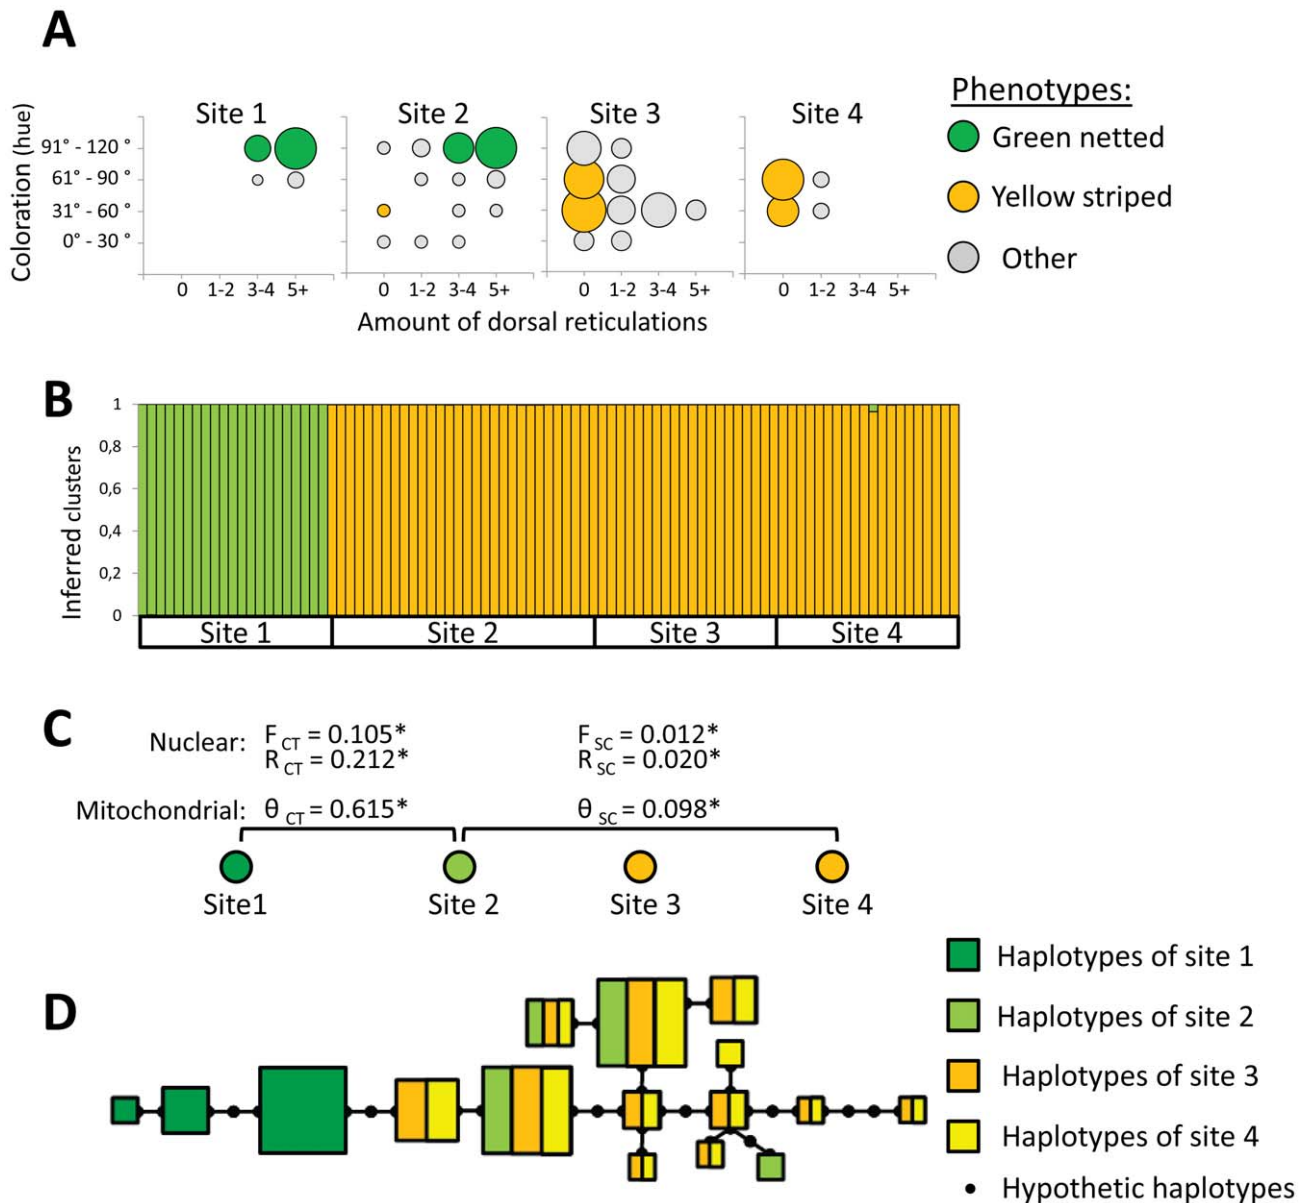 A
Site 1
Site 2
Site 3
Site 4
Coloration (hue)
91° - 120 °
61° - 90 °
31° - 60 °
0° - 30 °
0 1-2 3-4 5+
0 1-2 3-4 5+
0 1-2 3-4 5+
0 1-2 3-4 5+
Amount of dorsal reticulations
Phenotypes:
Green netted
Yellow striped
Other
B
Inferred clusters
1
0,8
0,6
0,4
0,2
0
Site 1
Site 2
Site 3
Site 4
C
Nuclear:
F CT = 0.105*
R CT = 0.212*
F SC = 0.012*
R SC = 0.020*
Mitochondrial:
θ CT = 0.615*
θ SC = 0.098*
Site1
Site 2
Site 3
Site 4
D
Haplotypes of site 1
Haplotypes of site 2
Haplotypes of site 3
Haplotypes of site 4
Hypothetic haplotypes